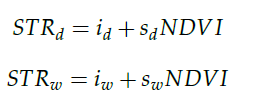 STR_d = i_d + s_d NDVI
STR_w = i_w + s_w NDVI